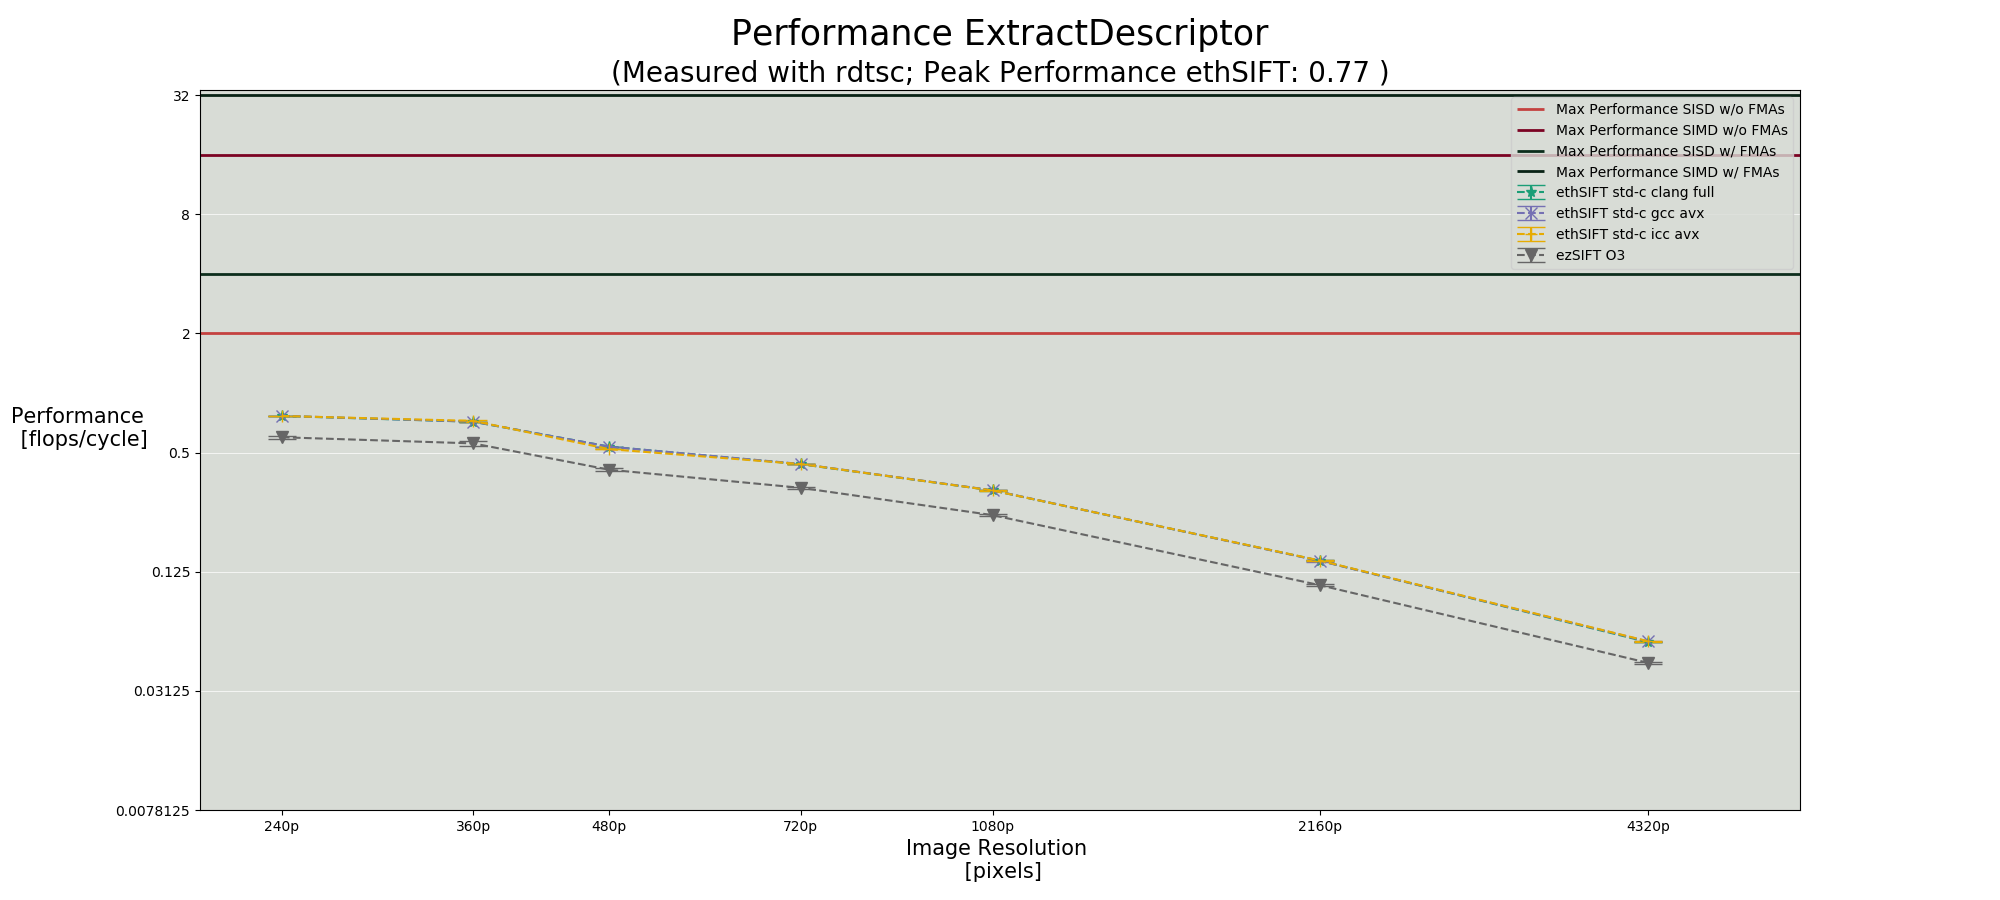 Performance ExtractDescriptor
(Measured with rdtsc; Peak Performance ethSIFT: 0.77 )
32
8
2
0.5
0.125
0.03125
0.0078125
Performance
[flops/cycle]
Max Performance SISD w/o FMAs
Max Performance SIMD w/o FMAs
Max Performance SISD w/ FMAs
Max Performance SIMD w/ FMAs
ethSIFT std-c clang full
ethSIFT std-c gcc avx
ethSIFT std-c icc avx
ezSIFT O3
240p 360p 480p 720p 1080p 2160p 4320p
Image Resolution
[pixels]